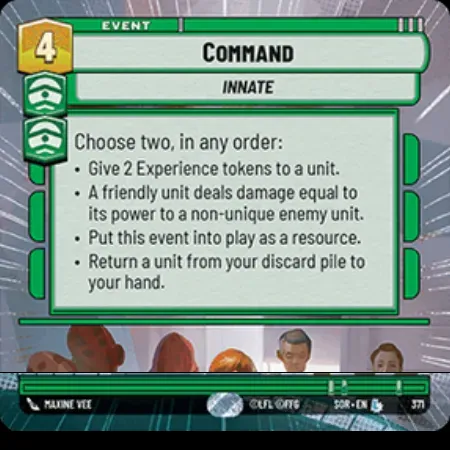 EVENT
4
COMMAND
INNATE
Choose two, in any order:
• Give 2 Experience tokens to a unit.
• A friendly unit deals damage equal to
its power to a non-unique enemy unit.
• Put this event into play as a resource.
• Return a unit from your discard pile to
your hand.
MAXINE VEE
©LFL ©FFG
SOR • EN
371